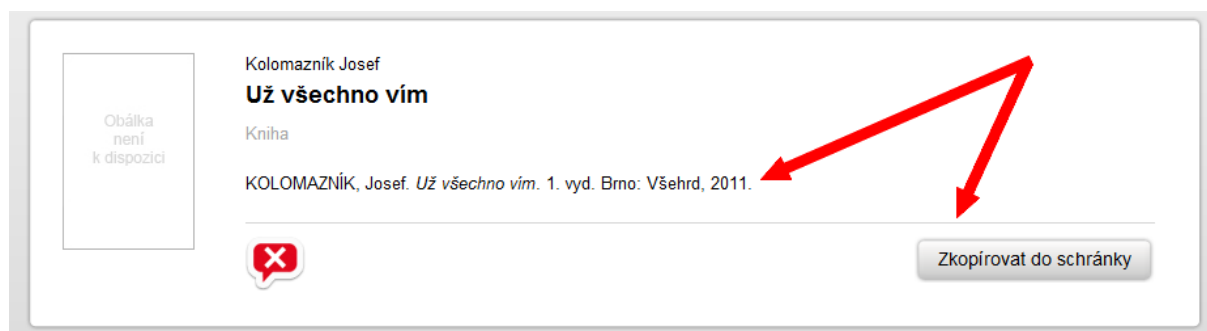 Obálka
není
k dispozici
Kolomazník Josef
Už všechno vím
Kniha
KOLOMAZNÍK, Josef. Už všechno vím. 1. vyd. Brno: Všehrd, 2011.
Zkopírovat do schránky